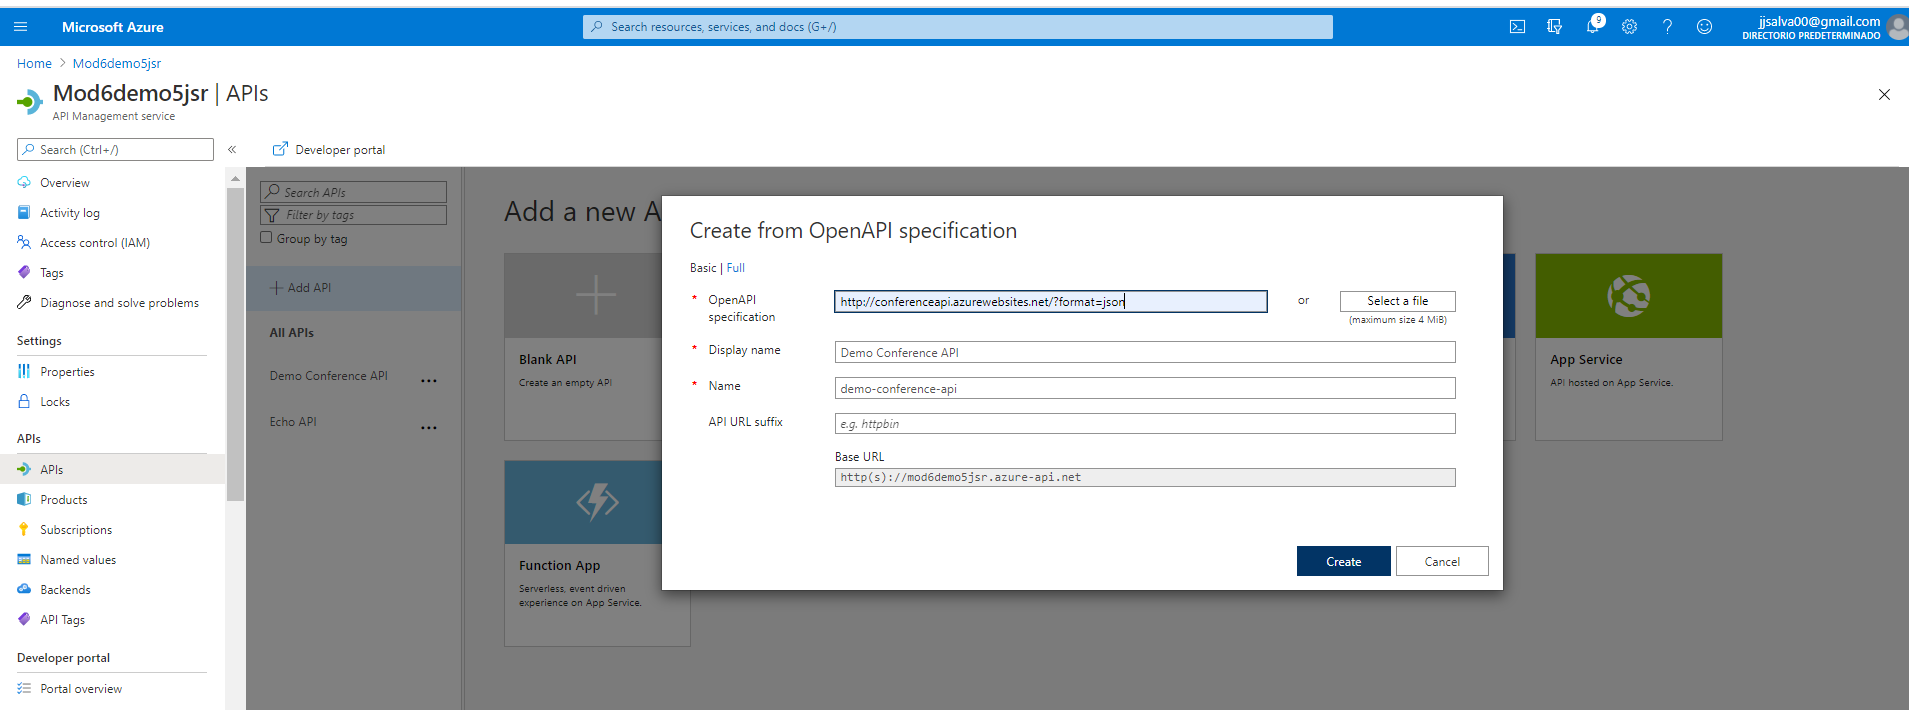 Microsoft Azure
Search resources, services, and docs (G+/)
9
jjsalva00@gmail.com
DIRECTORIO PREDETERMINADO
Home > Mod6demo5jsr
Mod6demo5jsr | APIs
API Management service
Search (Ctrl+/)
«
Developer portal
Overview
Activity log
Access control (IAM)
Tags
Diagnose and solve problems
Settings
Properties
Locks
APIs
APIs
Products
Subscriptions
Named values
Backends
API Tags
Developer portal
Portal overview
Search APIs
Filter by tags
Group by tag
+ Add API
All APIs
Demo Conference API ...
Echo API ...
Add a new A
Blank API
Create an empty API
Function App
Serverless, event driven
experience on App Service.
App Service
API hosted on App Service.
Create from OpenAPI specification
Basic | Full
* OpenAPI
specification
http://conferenceapi.azurewebsites.net/?format=json
or
Select a file
(maximum size 4 MiB)
* Display name
Demo Conference API
* Name
demo-conference-api
API URL suffix
e.g. httpbin
Base URL
http(s)://mod6demo5jsr.azure-api.net
Create
Cancel